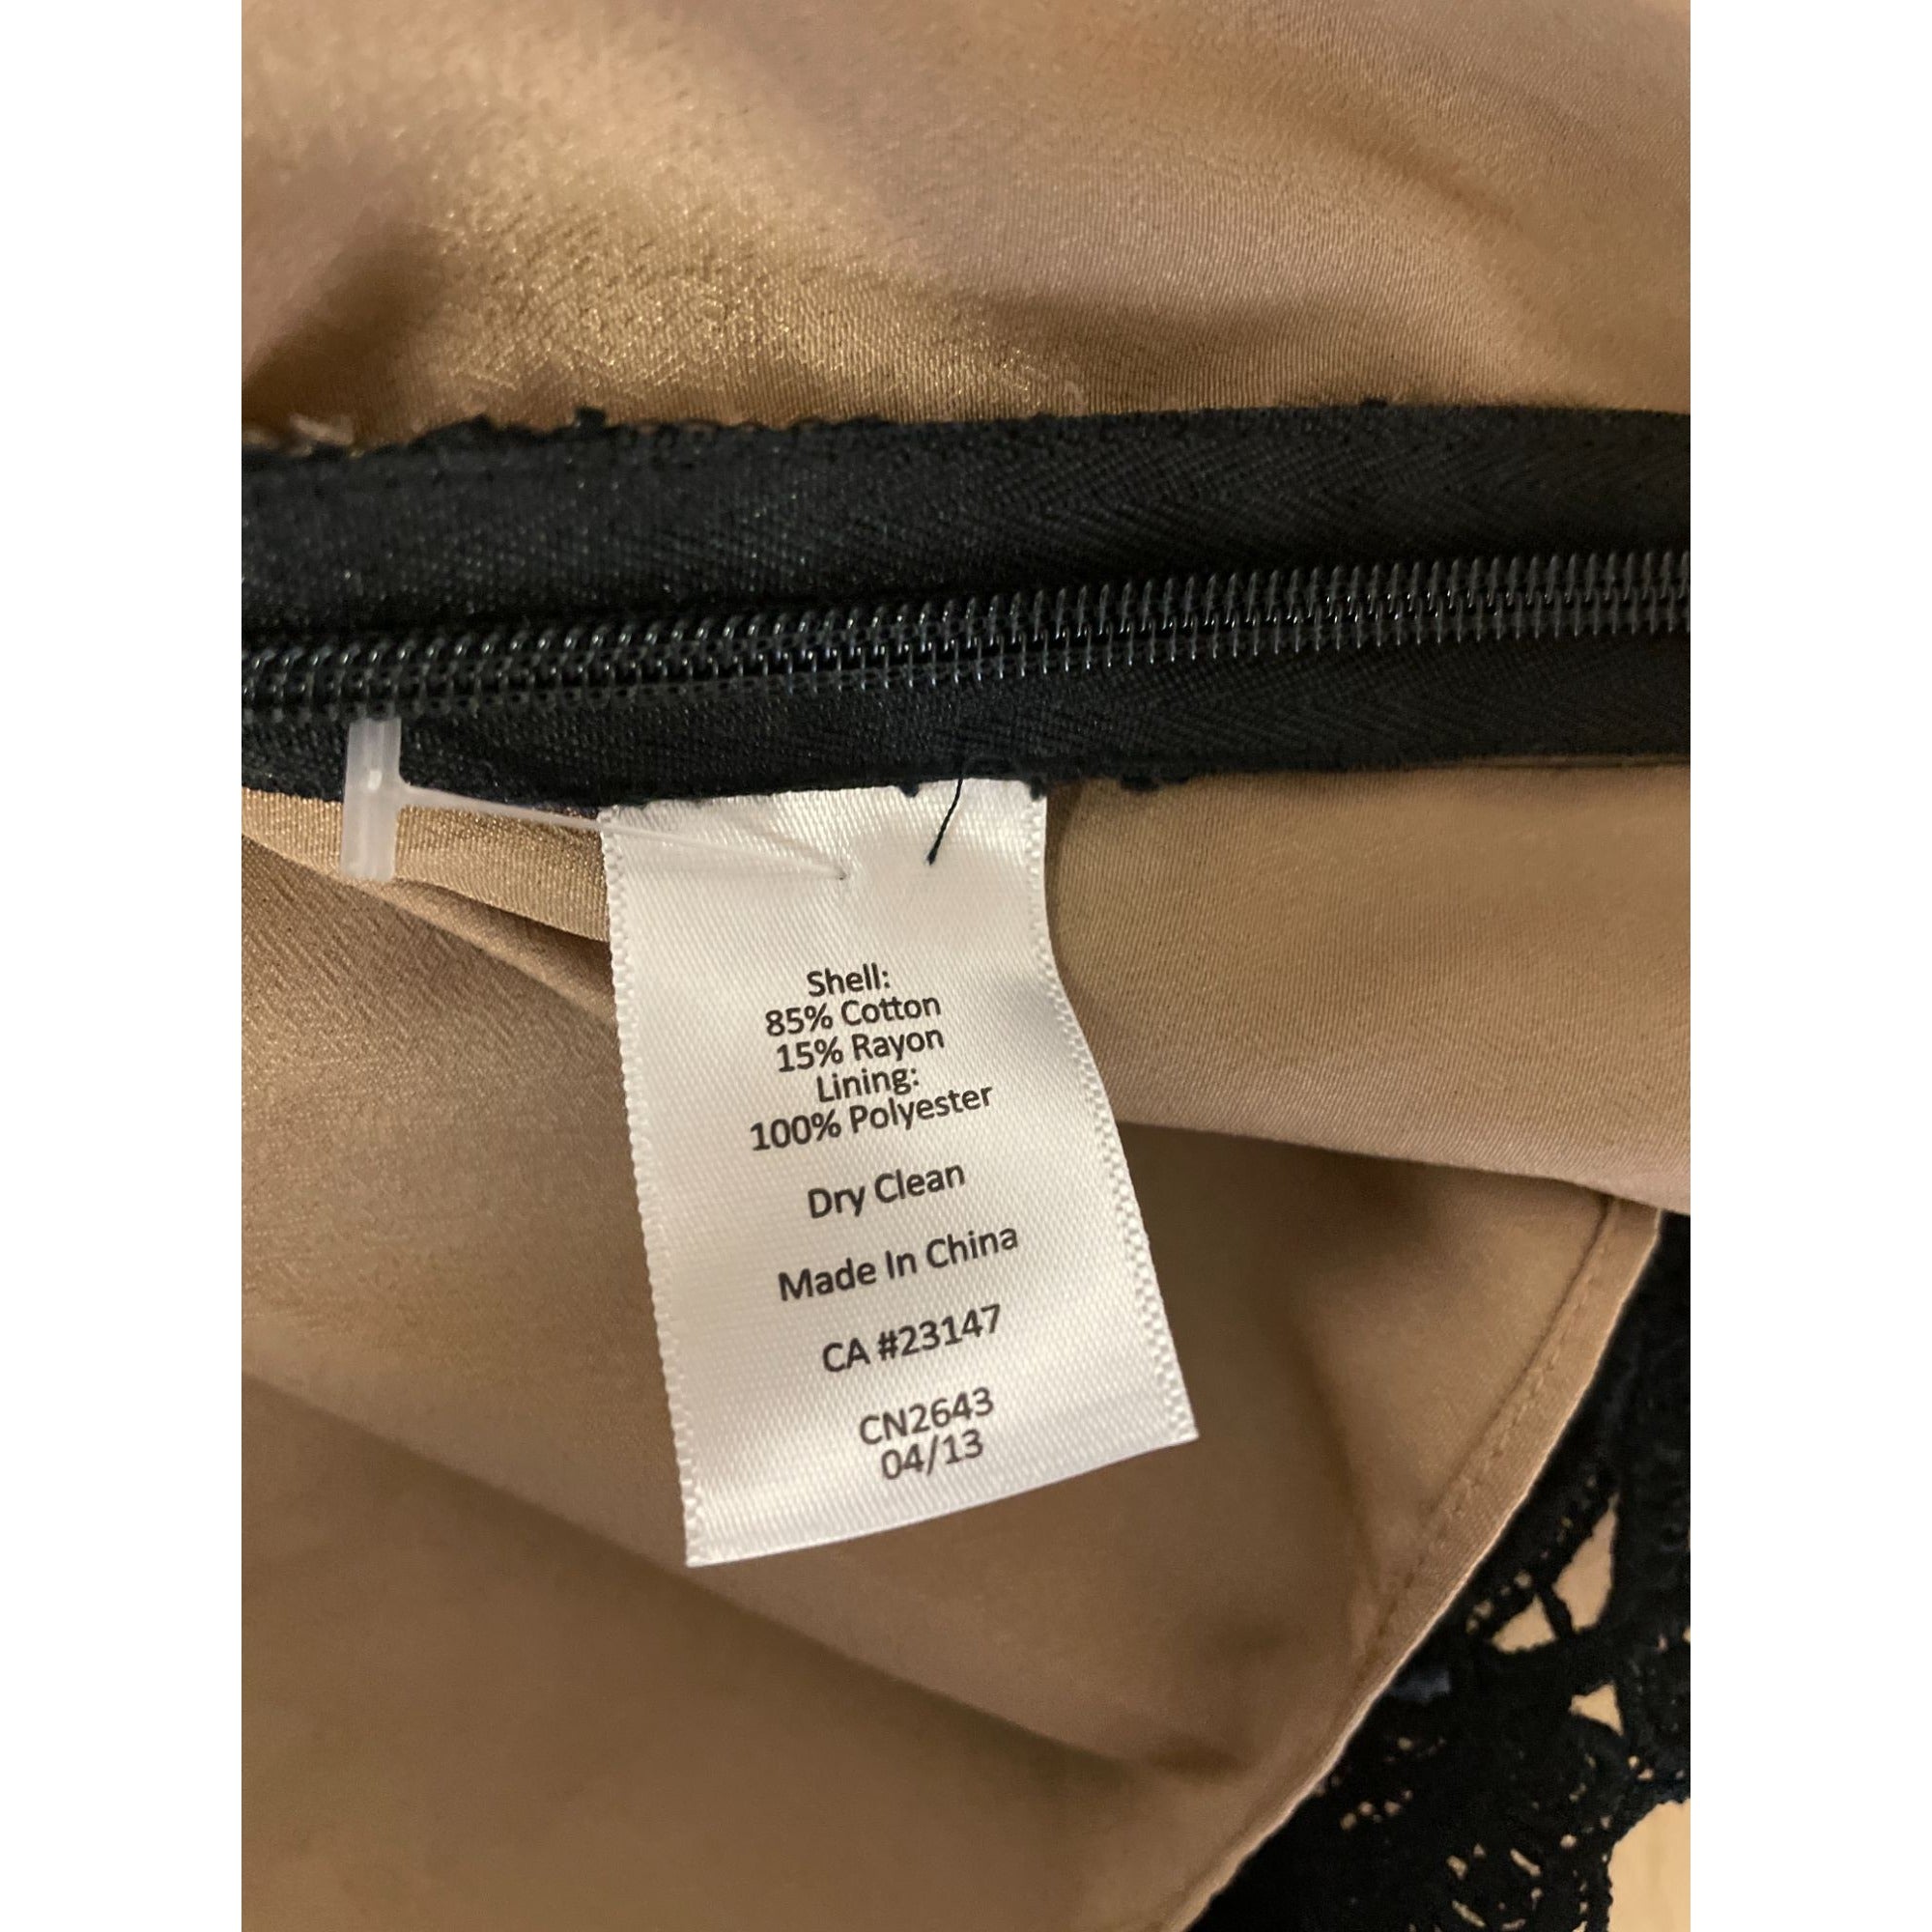 Shell:
85% Cotton
15% Rayon
Lining:
100% Polyester
Dry Clean
Made In China
CA #23147
CN2643
04/13